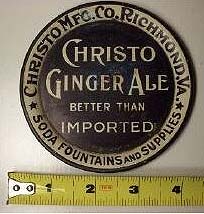 CHRISTO MFG. CO. RICHMOND, VA.
CHRISTO
GINGER ALE
BETTER THAN
IMPORTED
★ SODA FOUNTAINS AND SUPPLIES ★
1 2 3 4